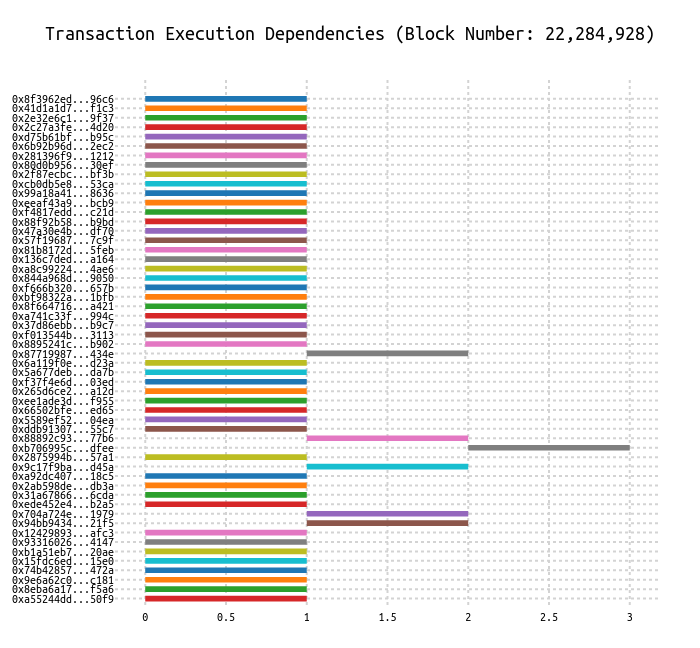 Transaction Execution Dependencies (Block Number: 22,284,928)
0x8f3962ed...96c6
0x41d1a1d7...f1c3
0x2e32e6c1...9f37
0x2c27a3fe...4d20
0xd75b61bf...b95c
0x6b92b96d...2ec2
0x281396f9...1212
0x80d0b956...30ef
0x2f87ecbc...bf3b
0xcb0db5e8...53ca
0x99a18a41...8636
0xeeaf43a9...bcb9
0xf4817edd...c21d
0x88f92b58...b9bd
0x47a30e4b...df70
0x57f19687...7c9f
0x81b8172d...5feb
0x136c7ded...a164
0xa8c99224...4ae6
0x844a968d...9050
0xf666b320...657b
0xbf98322a...1bfb
0x8f664716...a421
0xa741c33f...994c
0x37d86ebb...b9c7
0xf013544b...3113
0x8895241c...b902
0x87719987...434e
0x6a119f0e...d23a
0x5a677deb...da7b
0xf37f4e6d...03ed
0x265d6ce2...a12d
0xee1ade3d...f955
0x66502bfe...ed65
0x5589ef52...04ea
0xddb91307...55c7
0x88892c93...77b6
0xb706995c...dfee
0x2875994b...57a1
0x9c17f9ba...d45a
0xa92dc407...18c5
0x2ab598de...db3a
0x31a67866...6cda
0xede452e4...b2a5
0x704a724e...1979
0x94bb9434...21f5
0x12429893...afc3
0x93316026...4147
0xb1a51eb7...20ae
0x15fdc6ed...15e0
0x74b42857...472a
0x9e6a62c0...c181
0x8eba6a17...f5a6
0xa55244dd...50f9
0 0.5 1 1.5 2 2.5 3